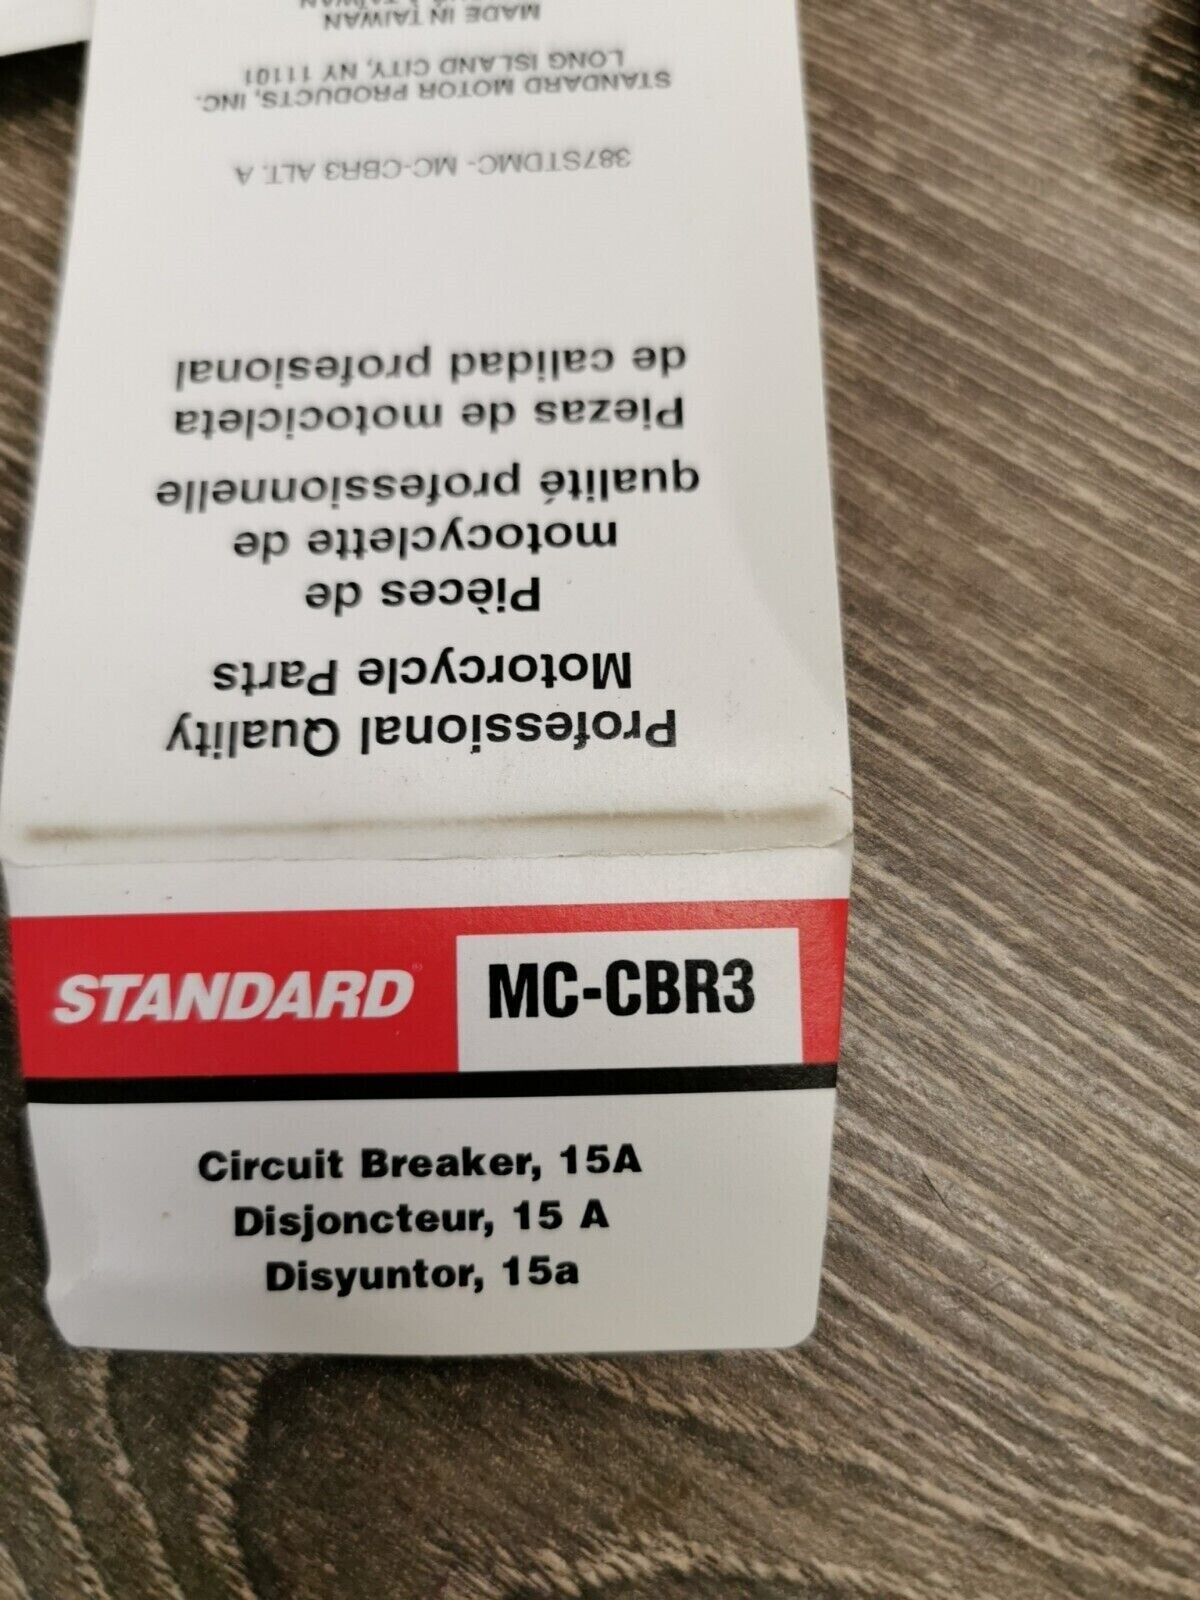 STANDARD® MC-CBR3
Circuit Breaker, 15A
Disjoncteur, 15 A
Disyuntor, 15a
Professional Quality
Motorcycle Parts
Pièces de
motocyclette de
qualité professionnelle
Piezas de motocicleta
de calidad profesional
387STDMC- MC-CBR3 ALT. A
STANDARD MOTOR PRODUCTS, INC.
LONG ISLAND CITY, NY 11101
MADE IN TAIWAN